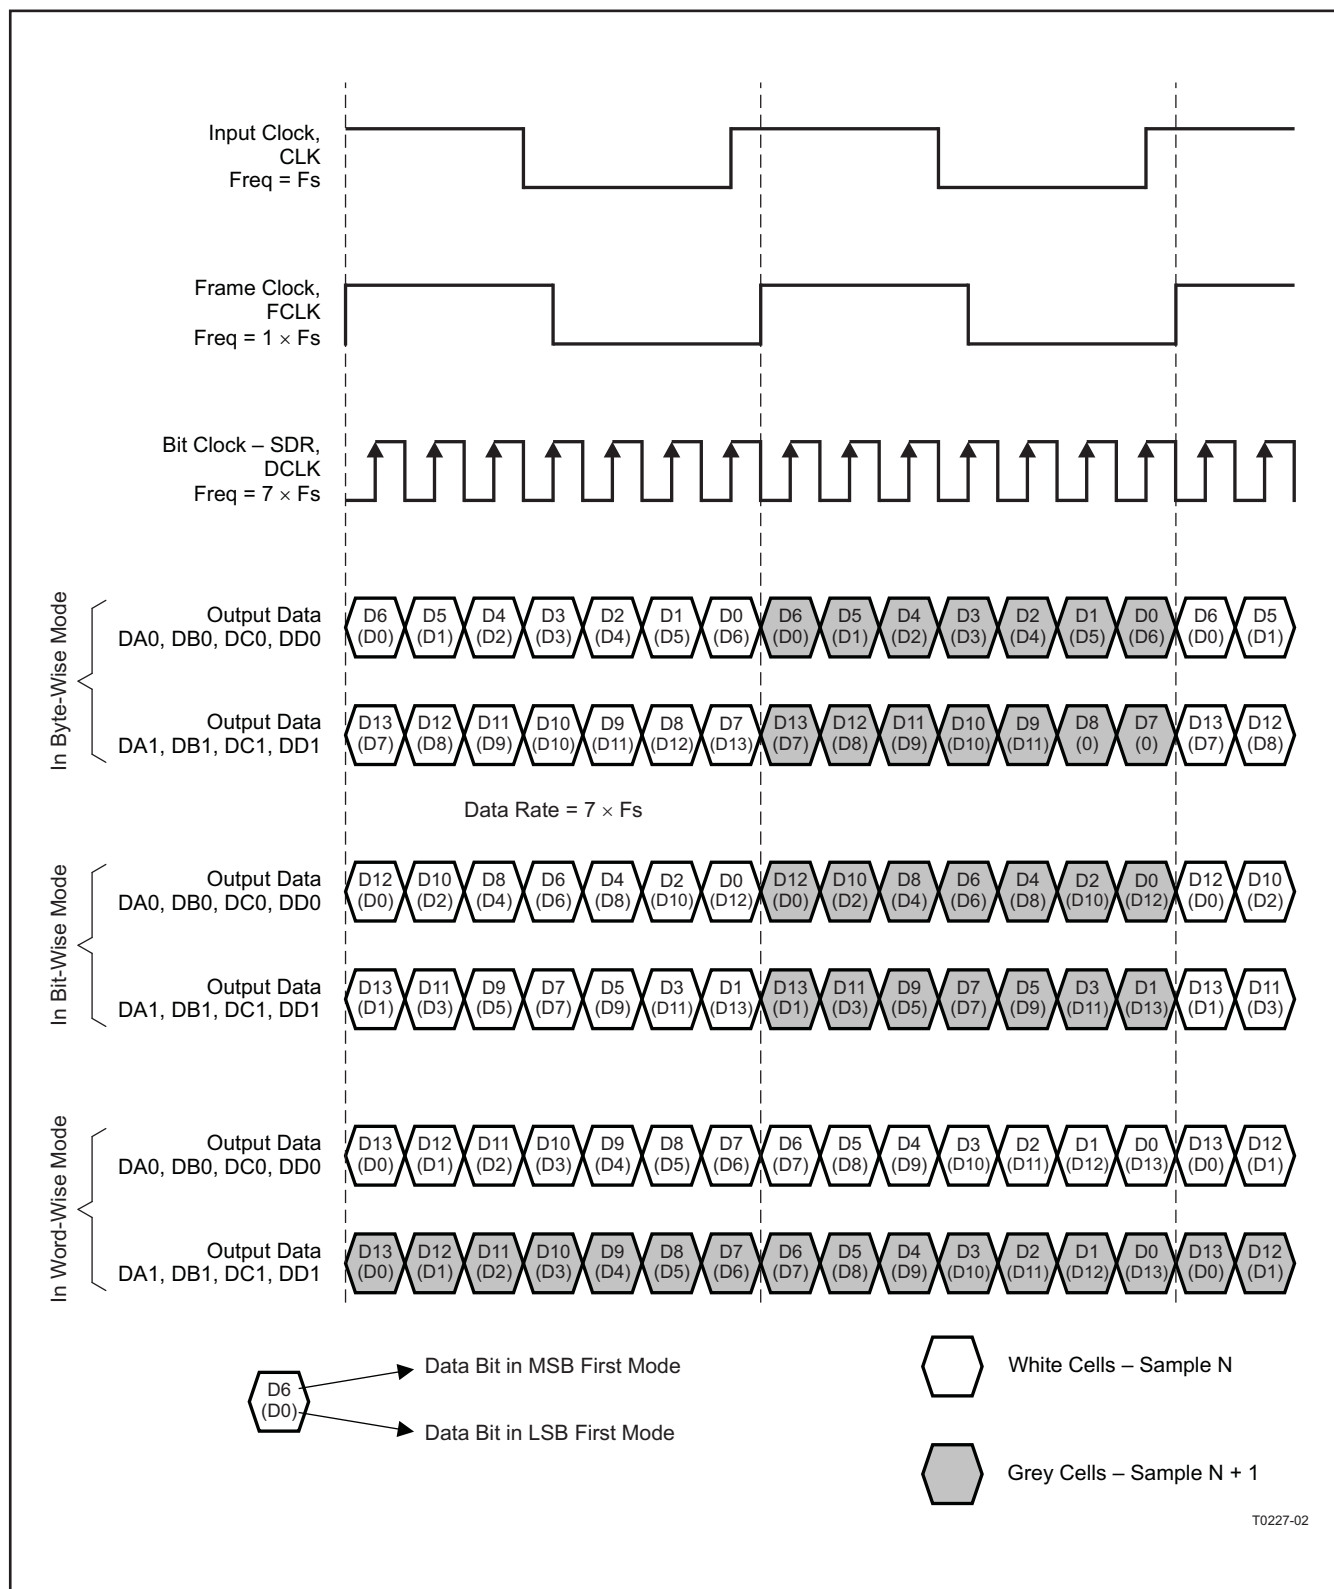 Input Clock,
CLK
Freq = Fs
Frame Clock,
FCLK
Freq = 1 × Fs
Bit Clock – SDR,
DCLK
Freq = 7 × Fs
In Byte-Wise Mode
Output Data
DA0, DB0, DC0, DD0
D6 D5 D4 D3 D2 D1 D0 D6 D5 D4 D3 D2 D1 D0 D6 D5
(D0) (D1) (D2) (D3) (D4) (D5) (D6) (D0) (D1) (D2) (D3) (D4) (D5) (D6) (D0) (D1)
Output Data
DA1, DB1, DC1, DD1
D13 D12 D11 D10 D9 D8 D7 D13 D12 D11 D10 D9 D8 D7 D13 D12
(D7) (D8) (D9) (D10) (D11) (D12) (D13) (D7) (D8) (D9) (D10) (D11) (0) (0) (D7) (D8)
Data Rate = 7 × Fs
In Bit-Wise Mode
Output Data
DA0, DB0, DC0, DD0
D12 D10 D8 D6 D4 D2 D0 D12 D10 D8 D6 D4 D2 D0 D12 D10
(D0) (D2) (D4) (D6) (D8) (D10) (D12) (D0) (D2) (D4) (D6) (D8) (D10) (D12) (D0) (D2)
Output Data
DA1, DB1, DC1, DD1
D13 D11 D9 D7 D5 D3 D1 D13 D11 D9 D7 D5 D3 D1 D13 D11
(D1) (D3) (D5) (D7) (D9) (D11) (D13) (D1) (D3) (D5) (D7) (D9) (D11) (D13) (D1) (D3)
In Word-Wise Mode
Output Data
DA0, DB0, DC0, DD0
D13 D12 D11 D10 D9 D8 D7 D6 D5 D4 D3 D2 D1 D0 D13 D12
(D0) (D1) (D2) (D3) (D4) (D5) (D6) (D7) (D8) (D9) (D10) (D11) (D12) (D13) (D0) (D1)
Output Data
DA1, DB1, DC1, DD1
D13 D12 D11 D10 D9 D8 D7 D6 D5 D4 D3 D2 D1 D0 D13 D12
(D0) (D1) (D2) (D3) (D4) (D5) (D6) (D7) (D8) (D9) (D10) (D11) (D12) (D13) (D0) (D1)
D6
(D0)
Data Bit in MSB First Mode
Data Bit in LSB First Mode
White Cells – Sample N
Grey Cells – Sample N + 1
T0227-02